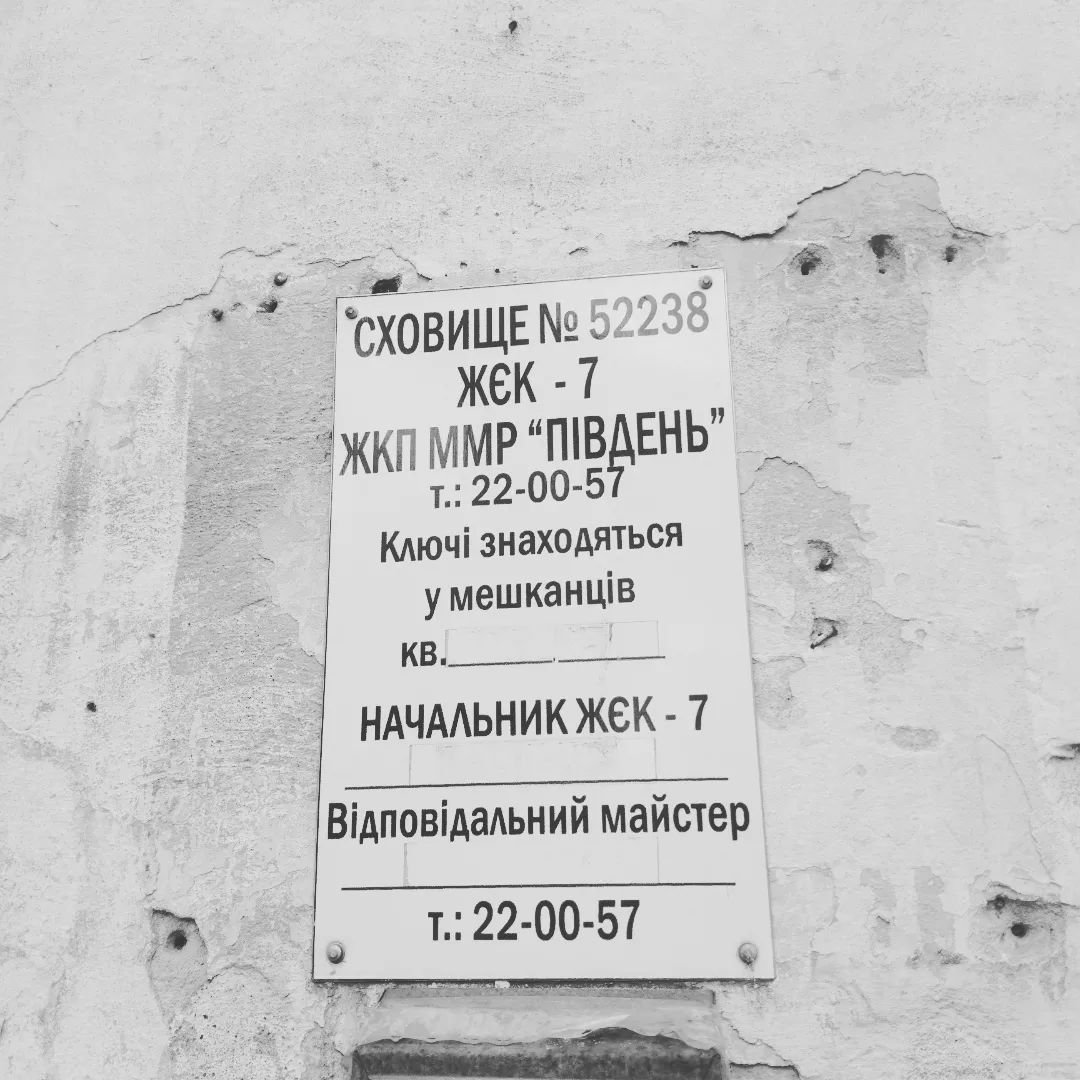 СХОВИЩЕ № 52238
ЖЄК - 7
ЖКП ММР “ПІВДЕНЬ”
т.: 22-00-57
Ключі знаходяться
у мешканців
кв.
НАЧАЛЬНИК ЖЄК - 7
Відповідальний майстер
т.: 22-00-57